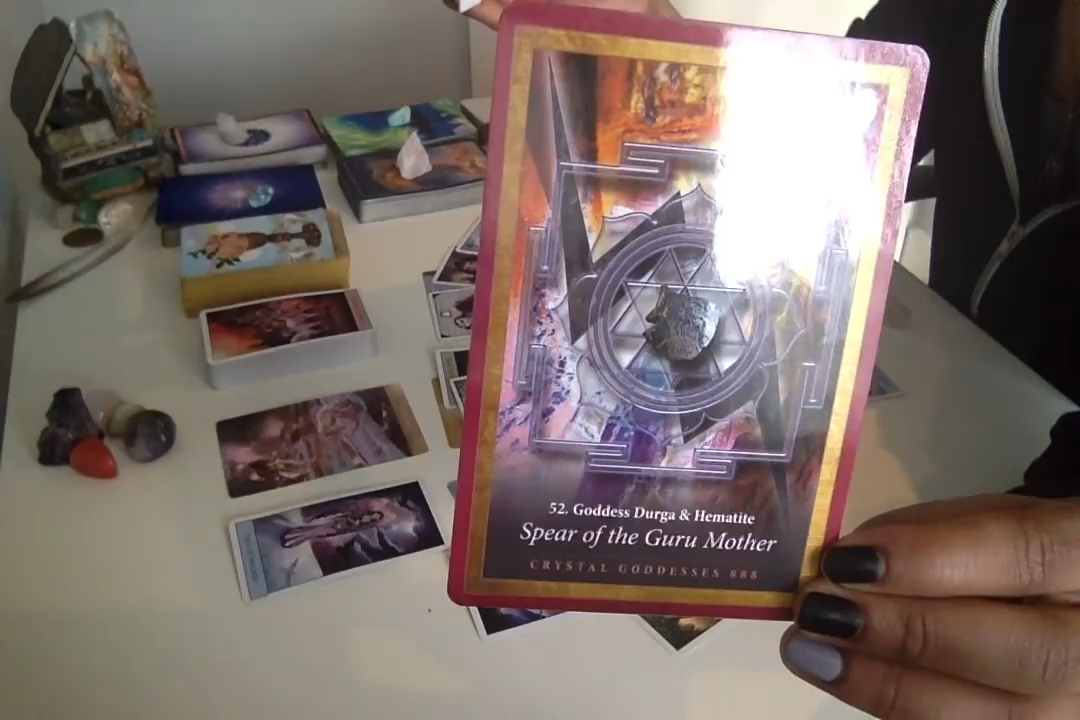 52. Goddess Durga & Hematite
Spear of the Guru Mother
CRYSTAL GODDESSES 888